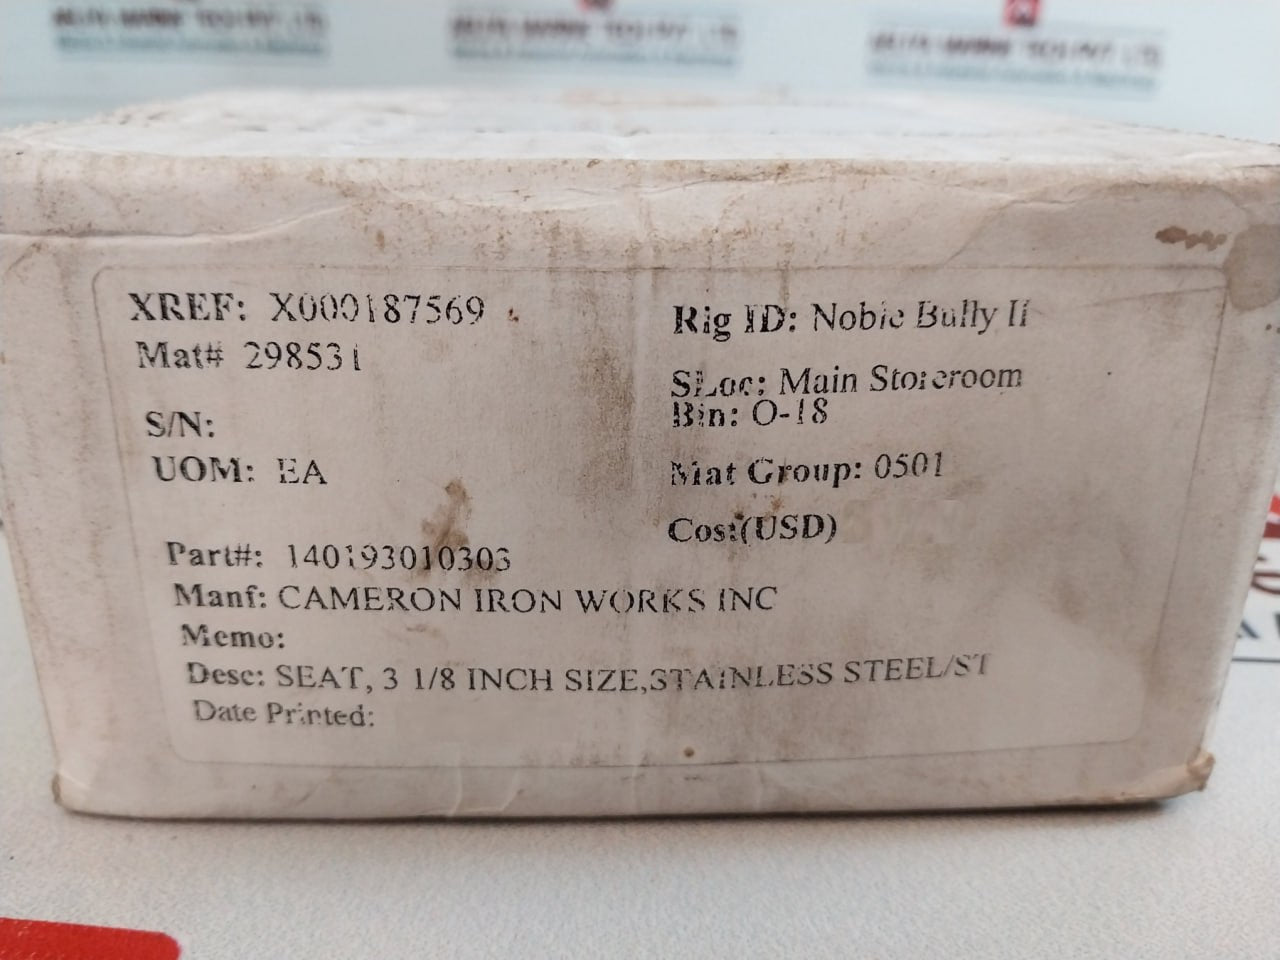 XREF: X000187569
Mat# 298531
S/N:
UOM: EA
Part#: 140193010303
Manf: CAMERON IRON WORKS INC
Memo:
Desc: SEAT, 3 1/8 INCH SIZE,STAINLESS STEEL/ST
Date Printed:
Rig ID: Noble Bully II
SLoc: Main Storeroom
Bin: O-18
Mat Group: 0501
Cost(USD)